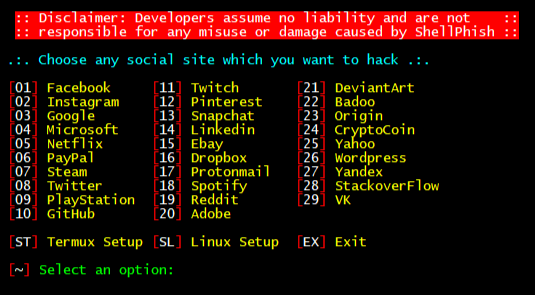 :: Disclaimer: Developers assume no liability and are not ::
:: responsible for any misuse or damage caused by ShellPhish ::
.:. Choose any social site which you want to hack .:.
[01] Facebook [11] Twitch [21] DeviantArt
[02] Instagram [12] Pinterest [22] Badoo
[03] Google [13] Snapchat [23] Origin
[04] Microsoft [14] Linkedin [24] CryptoCoin
[05] Netflix [15] Ebay [25] Yahoo
[06] PayPal [16] Dropbox [26] Wordpress
[07] Steam [17] Protonmail [27] Yandex
[08] Twitter [18] Spotify [28] StackoverFlow
[09] PlayStation [19] Reddit [29] VK
[10] GitHub [20] Adobe
[ST] Termux Setup [SL] Linux Setup [EX] Exit
[~] Select an option: